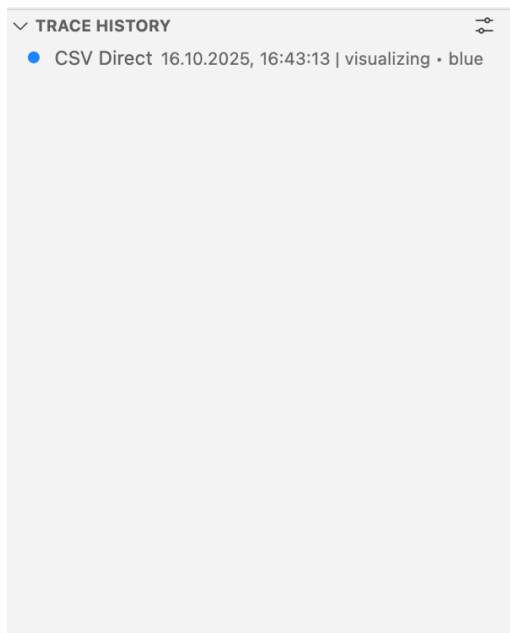 TRACE HISTORY
CSV Direct 16.10.2025, 16:43:13 | visualizing • blue